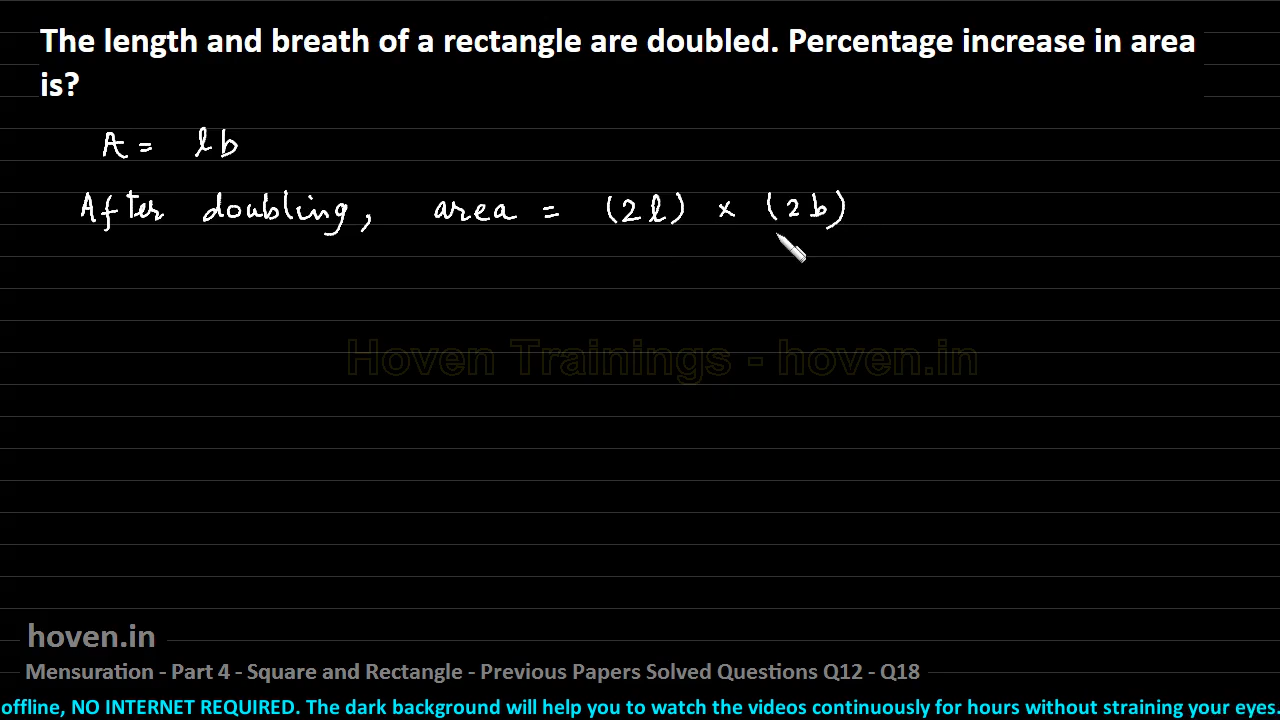 The length and breath of a rectangle are doubled. Percentage increase in area
is?
A = lb
After doubling, area = (2l) × (2b)
Hoven Trainings - hoven.in
hoven.in
Mensuration - Part 4 - Square and Rectangle - Previous Papers Solved Questions Q12 - Q18
offline, NO INTERNET REQUIRED. The dark background will help you to watch the videos continuously for hours without straining your eyes.